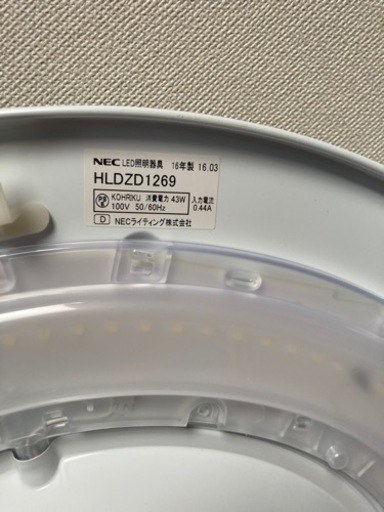 NEC LED照明器具 16年製 16.03
HLDZD1269
KOHRIKU 消費電力 43W 入力電流
100V 50/60Hz 0.44A
D NECライティング株式会社